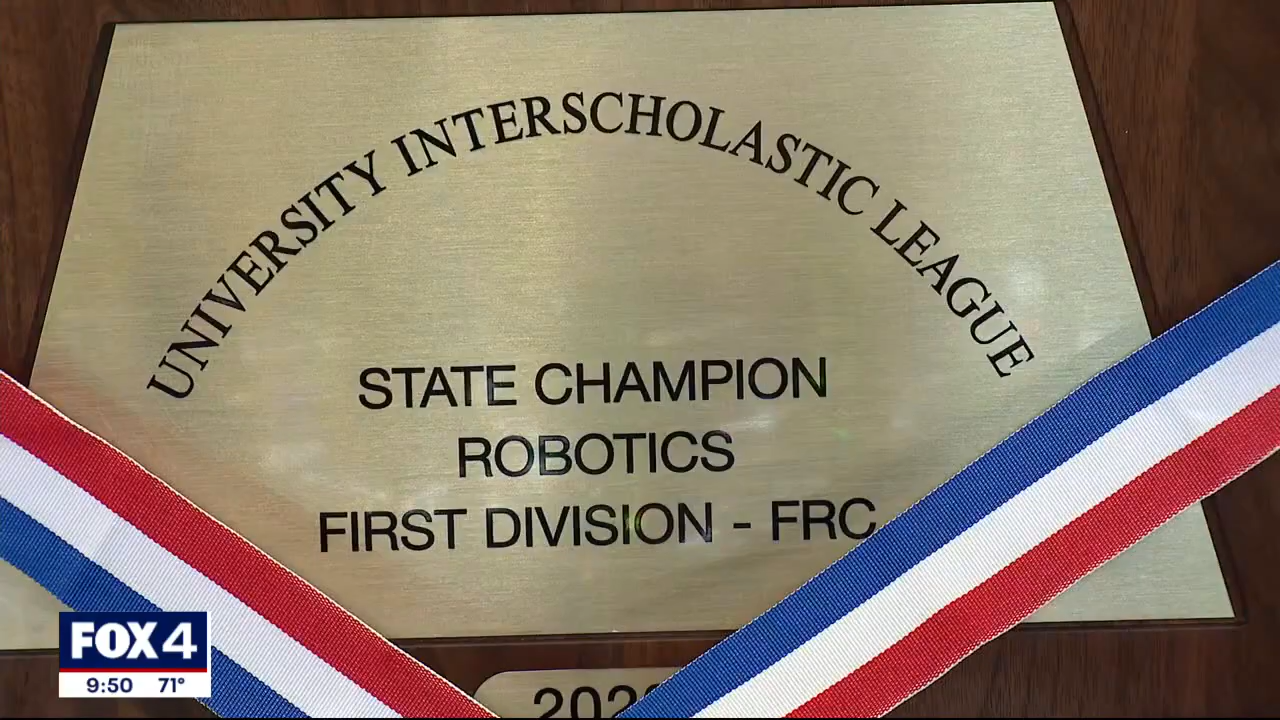 UNIVERSITY INTERSCHOLASTIC LEAGUE
STATE CHAMPION
ROBOTICS
FIRST DIVISION - FRC
FOX 4
9:50 71°